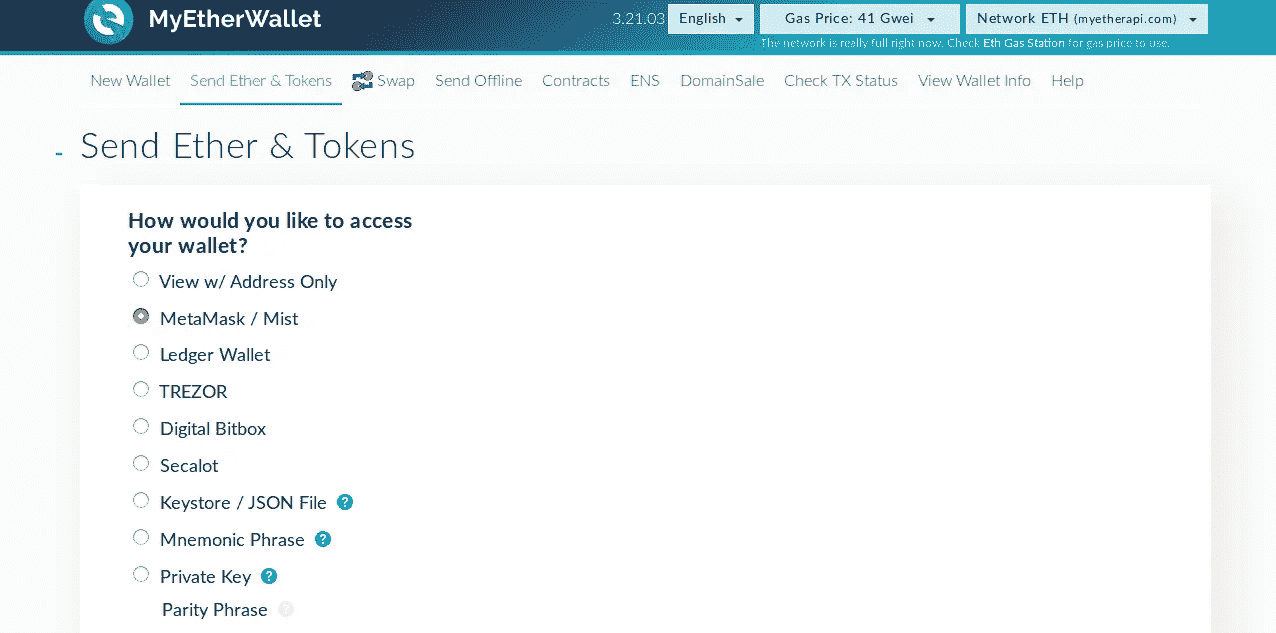 MyEtherWallet
3.21.03 English Gas Price: 41 Gwei Network ETH (myetherapi.com)
The network is really full right now. Check Eth Gas Station for gas price to use.
New Wallet Send Ether & Tokens Swap Send Offline Contracts ENS DomainSale Check TX Status View Wallet Info Help
- Send Ether & Tokens
How would you like to access
your wallet?
View w/ Address Only
MetaMask / Mist
Ledger Wallet
TREZOR
Digital Bitbox
Secalot
Keystore / JSON File ?
Mnemonic Phrase ?
Private Key ?
Parity Phrase ?